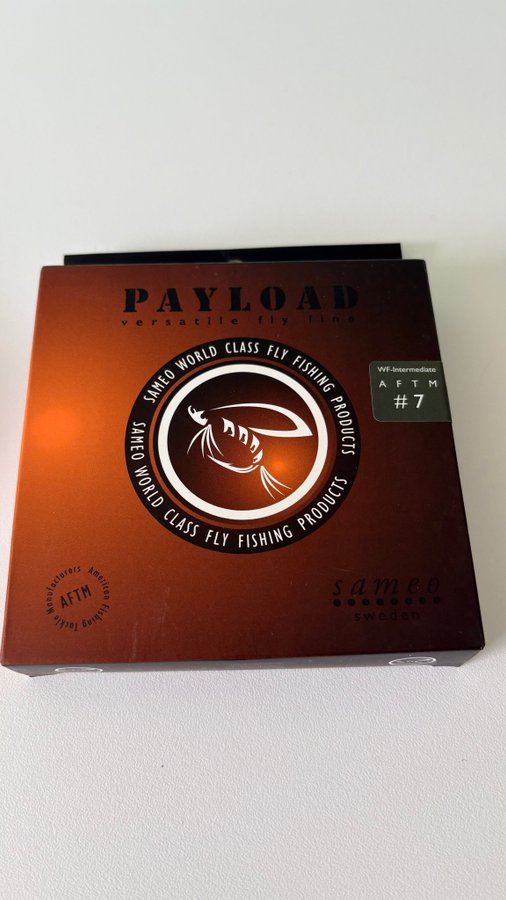 PAYLOAD
versatile fly line
SAMEO WORLD CLASS FLY FISHING PRODUCTS
SAMEO WORLD CLASS FLY FISHING PRODUCTS
WF-Intermediate
AFTM
#7
American Fishing Tackle Manufacturers
AFTM
sameo
sweden